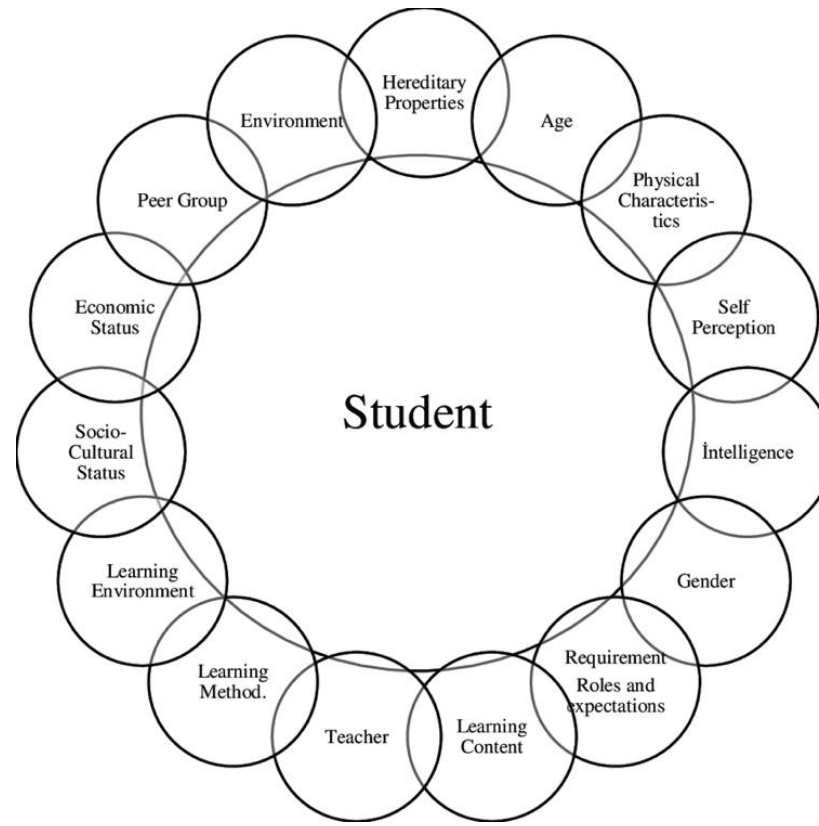 Hereditary
Properties
Age
Physical
Characteris-
tics
Self
Perception
İntelligence
Gender
Requirement
Roles and
expectations
Learning
Content
Teacher
Learning
Method.
Learning
Environment
Socio-
Cultural
Status
Economic
Status
Peer Group
Environment
Student